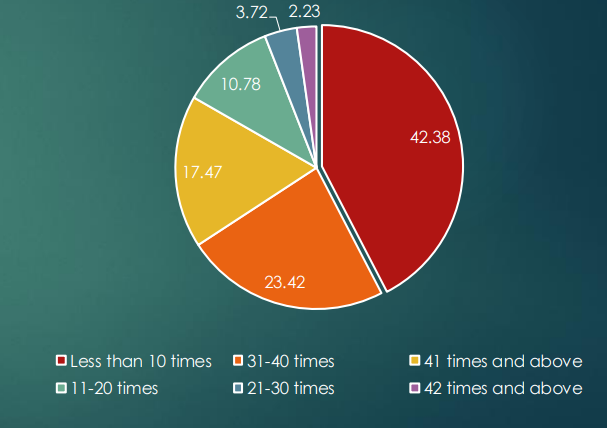 3.72 2.23
10.78
42.38
17.47
23.42
Less than 10 times 31-40 times 41 times and above
11-20 times 21-30 times 42 times and above